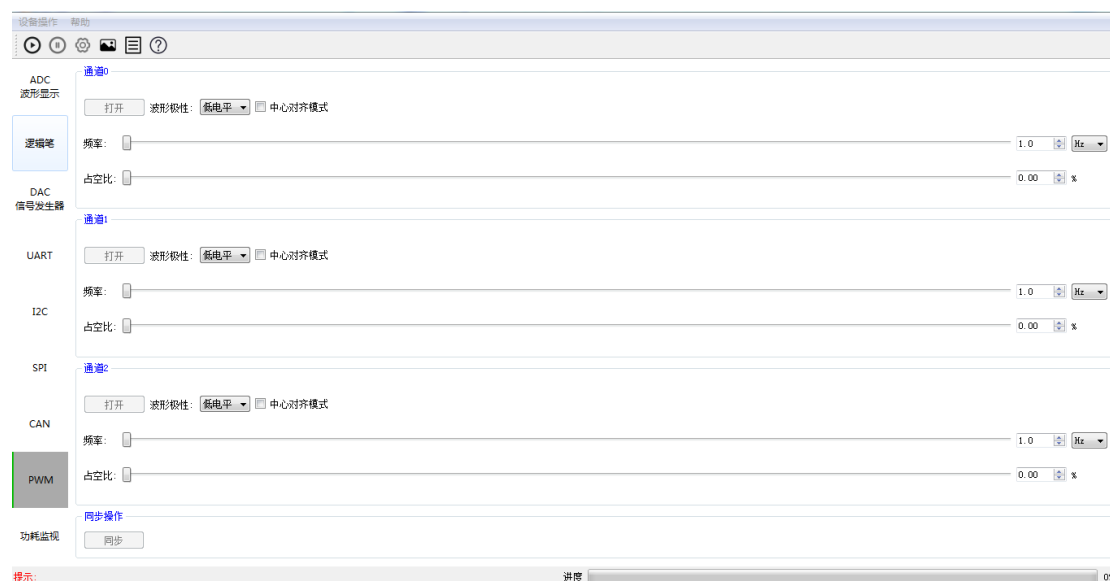 设备操作 帮助
ADC
波形显示
逻辑笔
DAC
信号发生器
UART
I2C
SPI
CAN
PWM
功耗监视
通道0
打开 波形极性: 低电平 中心对齐模式
频率: 1.0 Hz
占空比: 0.00 %
通道1
打开 波形极性: 低电平 中心对齐模式
频率: 1.0 Hz
占空比: 0.00 %
通道2
打开 波形极性: 低电平 中心对齐模式
频率: 1.0 Hz
占空比: 0.00 %
同步操作
同步
提示: 进度